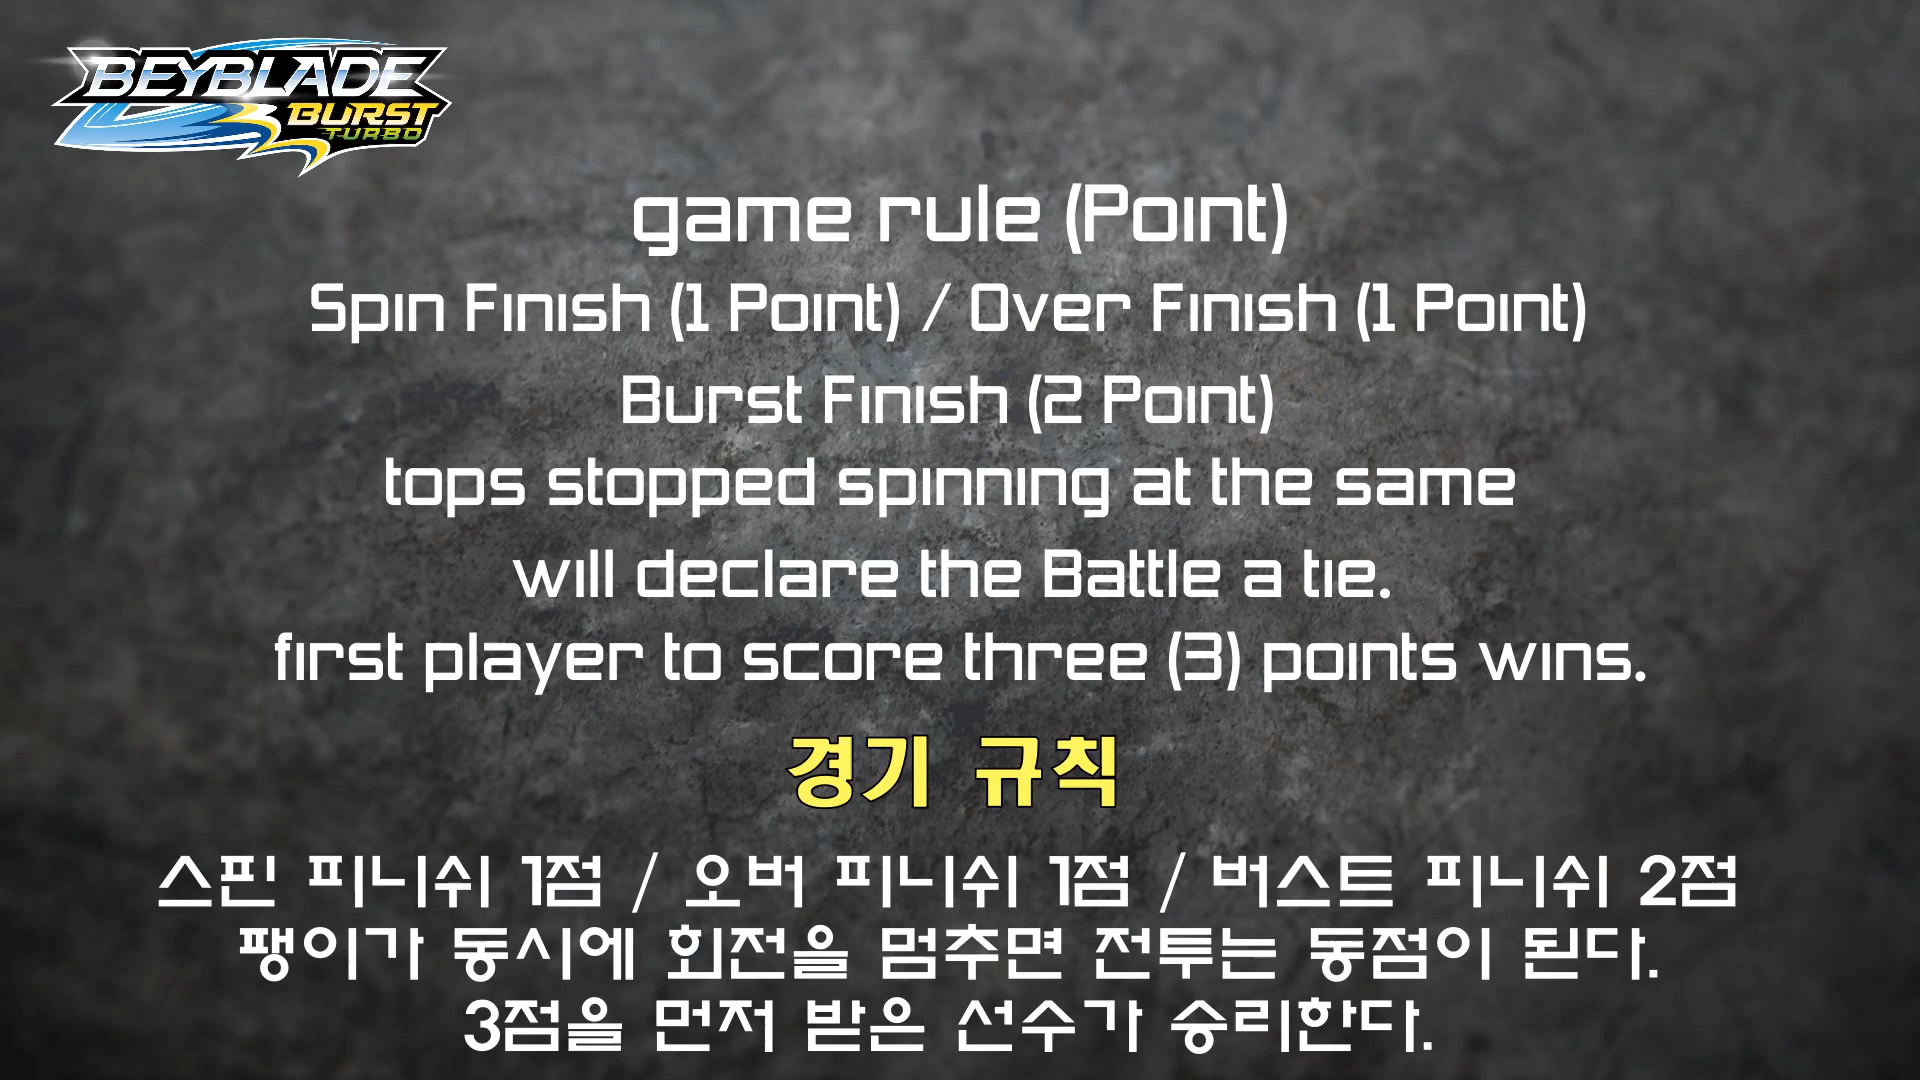 BEYBLADE
BURST
TURBO
game rule (Point)
Spin Finish (1 Point) / Over Finish (1 Point)
Burst Finish (2 Point)
tops stopped spinning at the same
will declare the Battle a tie.
first player to score three (3) points wins.
경기 규칙
스핀 피니쉬 1점 / 오버 피니쉬 1점 / 버스트 피니쉬 2점
팽이가 동시에 회전을 멈추면 전투는 동점이 된다.
3점을 먼저 받은 선수가 승리한다.